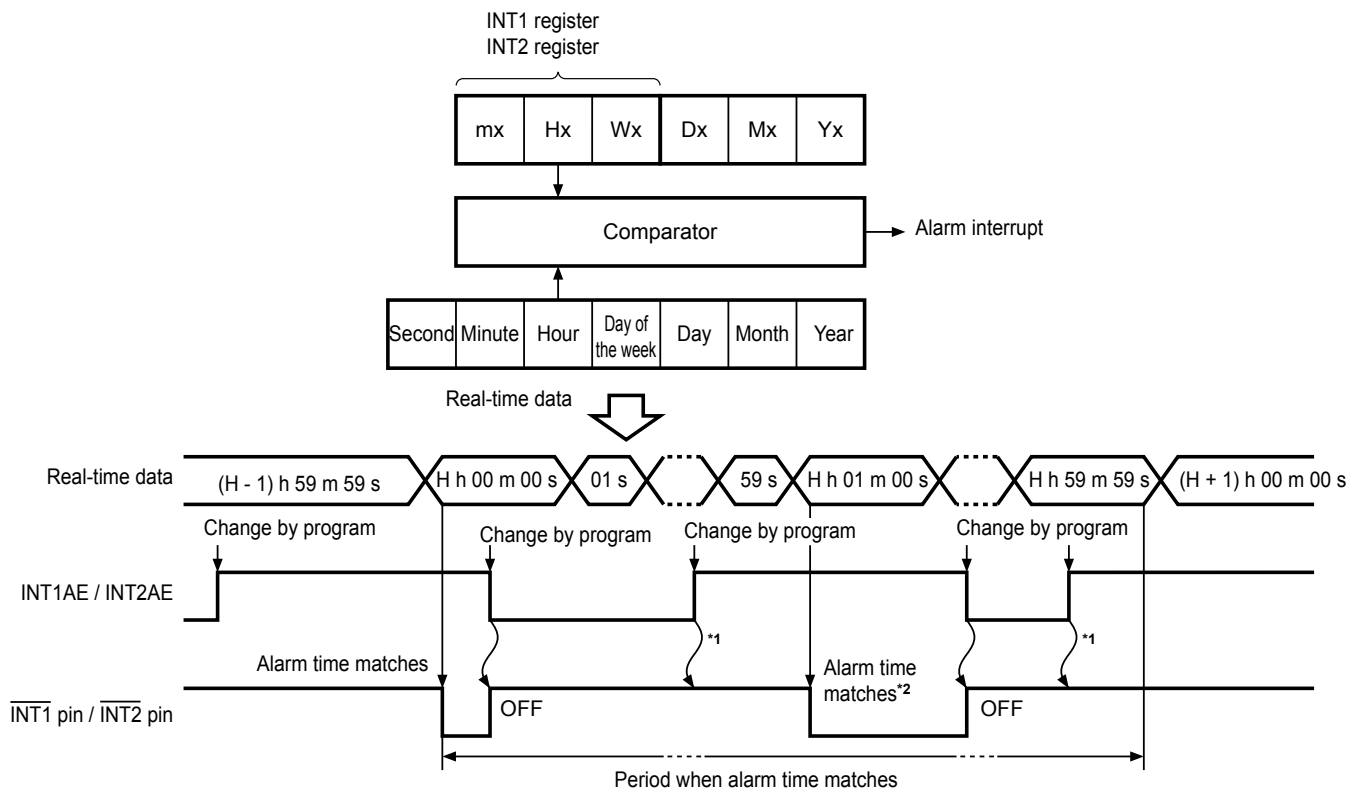 INT1 register
INT2 register
mx Hx Wx Dx Mx Yx
Comparator
Alarm interrupt
Second Minute Hour Day of the week Day Month Year
Real-time data
Real-time data
(H - 1) h 59 m 59 s H h 00 m 00 s 01 s 59 s H h 01 m 00 s H h 59 m 59 s (H + 1) h 00 m 00 s
Change by program Change by program Change by program Change by program
INT1AE / INT2AE
*1 *1
Alarm time matches
Alarm time
matches*2
INT1 pin / INT2 pin
OFF OFF
Period when alarm time matches